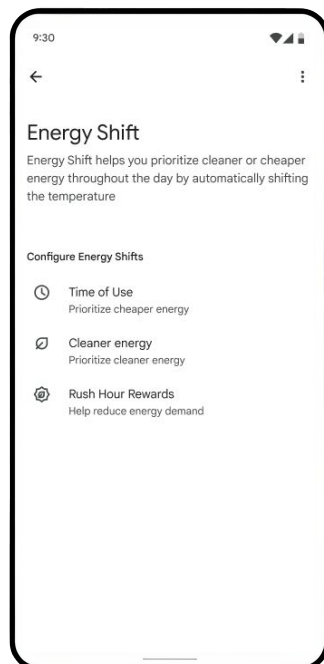 9:30
Energy Shift
Energy Shift helps you prioritize cleaner or cheaper
energy throughout the day by automatically shifting
the temperature
Configure Energy Shifts
Time of Use
Prioritize cheaper energy
Cleaner energy
Prioritize cleaner energy
Rush Hour Rewards
Help reduce energy demand